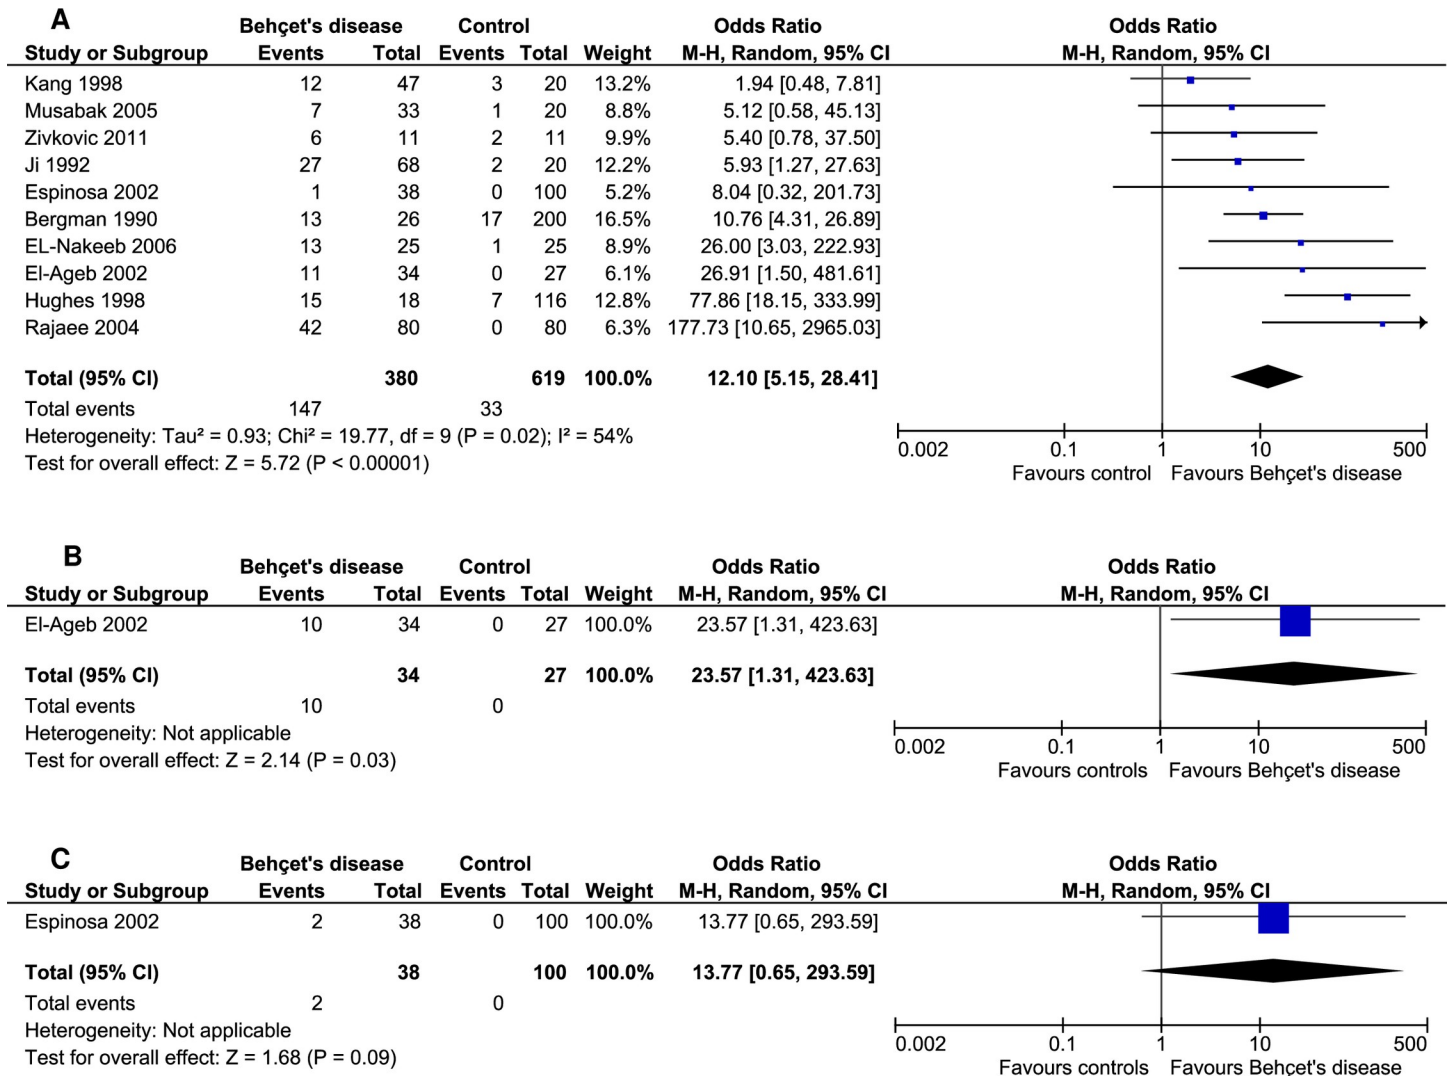 A
Behçet's disease Control Odds Ratio Odds Ratio
Study or Subgroup Events Total Events Total Weight M-H, Random, 95% CI M-H, Random, 95% CI
Kang 1998 12 47 3 20 13.2% 1.94 [0.48, 7.81]
Musabak 2005 7 33 1 20 8.8% 5.12 [0.58, 45.13]
Zivkovic 2011 6 11 2 11 9.9% 5.40 [0.78, 37.50]
Ji 1992 27 68 2 20 12.2% 5.93 [1.27, 27.63]
Espinosa 2002 1 38 0 100 5.2% 8.04 [0.32, 201.73]
Bergman 1990 13 26 17 200 16.5% 10.76 [4.31, 26.89]
EL-Nakeeb 2006 13 25 1 25 8.9% 26.00 [3.03, 222.93]
El-Ageb 2002 11 34 0 27 6.1% 26.91 [1.50, 481.61]
Hughes 1998 15 18 7 116 12.8% 77.86 [18.15, 333.99]
Rajaee 2004 42 80 0 80 6.3% 177.73 [10.65, 2965.03]
Total (95% CI) 380 619 100.0% 12.10 [5.15, 28.41]
Total events 147 33
Heterogeneity: Tau² = 0.93; Chi² = 19.77, df = 9 (P = 0.02); I² = 54%
Test for overall effect: Z = 5.72 (P < 0.00001)
0.002 0.1 1 10 500
Favours control Favours Behçet's disease
B
Behçet's disease Control Odds Ratio Odds Ratio
Study or Subgroup Events Total Events Total Weight M-H, Random, 95% CI M-H, Random, 95% CI
El-Ageb 2002 10 34 0 27 100.0% 23.57 [1.31, 423.63]
Total (95% CI) 34 27 100.0% 23.57 [1.31, 423.63]
Total events 10 0
Heterogeneity: Not applicable
Test for overall effect: Z = 2.14 (P = 0.03)
0.002 0.1 1 10 500
Favours controls Favours Behçet's disease
C
Behçet's disease Control Odds Ratio Odds Ratio
Study or Subgroup Events Total Events Total Weight M-H, Random, 95% CI M-H, Random, 95% CI
Espinosa 2002 2 38 0 100 100.0% 13.77 [0.65, 293.59]
Total (95% CI) 38 100 100.0% 13.77 [0.65, 293.59]
Total events 2 0
Heterogeneity: Not applicable
Test for overall effect: Z = 1.68 (P = 0.09)
0.002 0.1 1 10 500
Favours controls Favours Behçet's disease